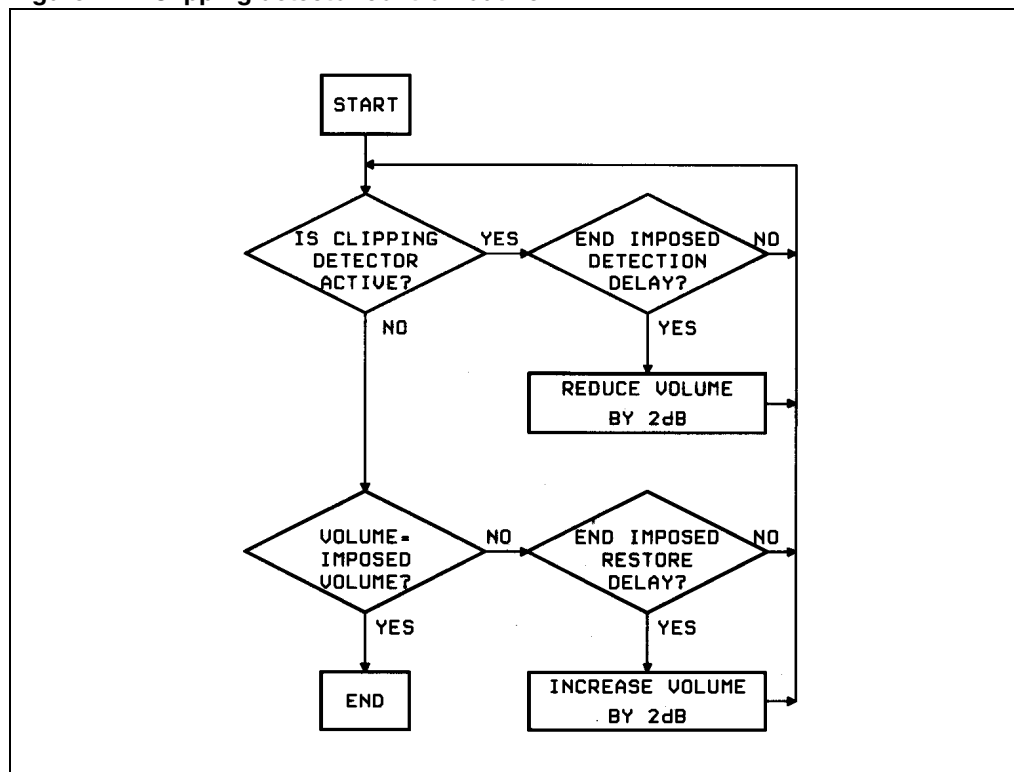 START
IS CLIPPING
DETECTOR
ACTIVE?
YES
END IMPOSED
DETECTION
DELAY?
NO
NO
YES
REDUCE VOLUME
BY 2dB
VOLUME=
IMPOSED
VOLUME?
NO
END IMPOSED
RESTORE
DELAY?
NO
YES
YES
END
INCREASE VOLUME
BY 2dB